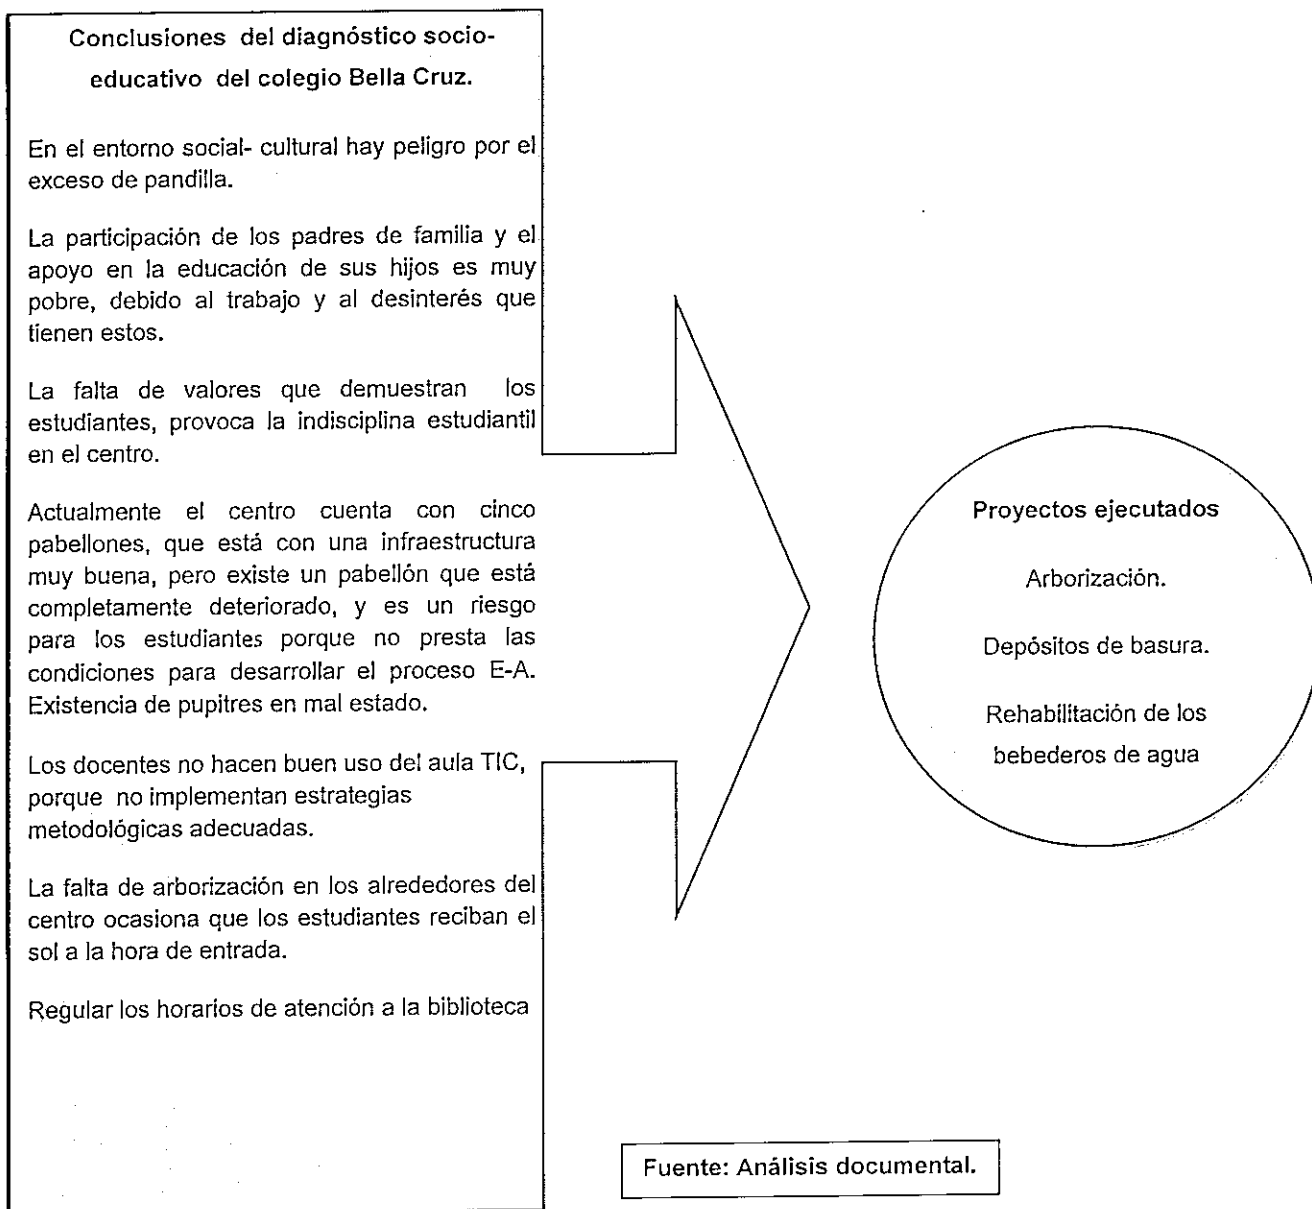 Conclusiones del diagnóstico socio-
educativo del colegio Bella Cruz.
En el entorno social- cultural hay peligro por el
exceso de pandilla.
La participación de los padres de familia y el
apoyo en la educación de sus hijos es muy
pobre, debido al trabajo y al desinterés que
tienen estos.
La falta de valores que demuestran los
estudiantes, provoca la indisciplina estudiantil
en el centro.
Actualmente el centro cuenta con cinco
pabellones, que está con una infraestructura
muy buena, pero existe un pabellón que está
completamente deteriorado, y es un riesgo
para los estudiantes porque no presta las
condiciones para desarrollar el proceso E-A.
Existencia de pupitres en mal estado.
Los docentes no hacen buen uso del aula TIC,
porque no implementan estrategias
metodológicas adecuadas.
La falta de arborización en los alrededores del
centro ocasiona que los estudiantes reciban el
sol a la hora de entrada.
Regular los horarios de atención a la biblioteca
Proyectos ejecutados
Arborización.
Depósitos de basura.
Rehabilitación de los
bebederos de agua
Fuente: Análisis documental.